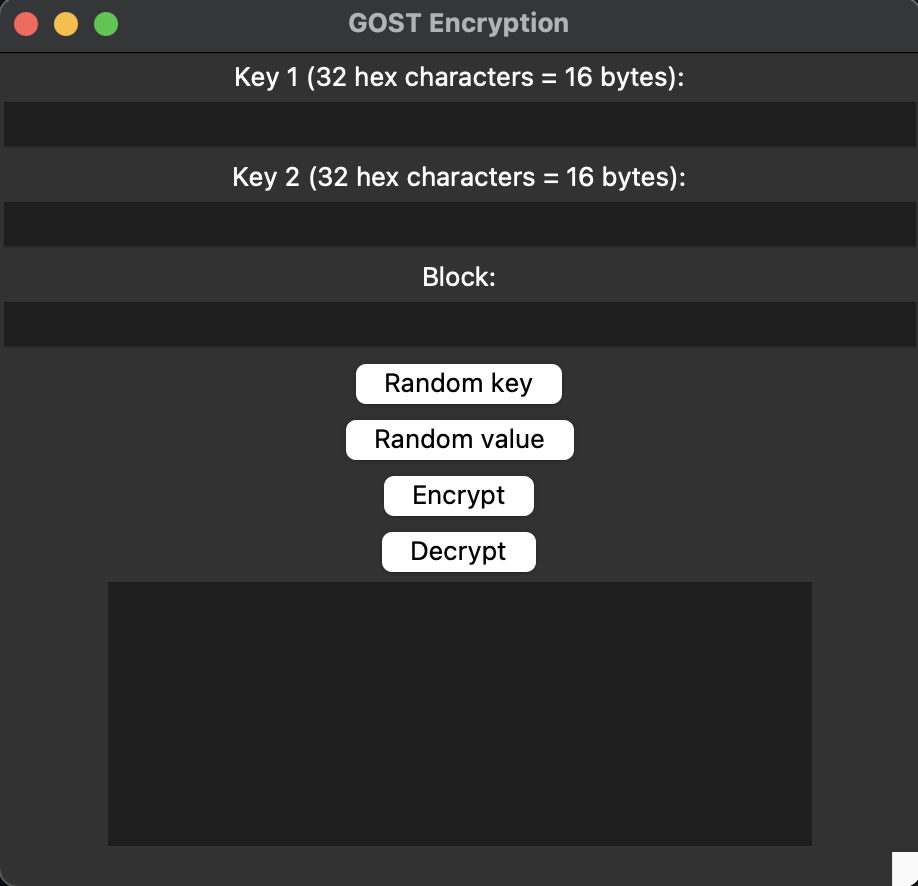 GOST Encryption
Key 1 (32 hex characters = 16 bytes):
Key 2 (32 hex characters = 16 bytes):
Block:
Random key
Random value
Encrypt
Decrypt